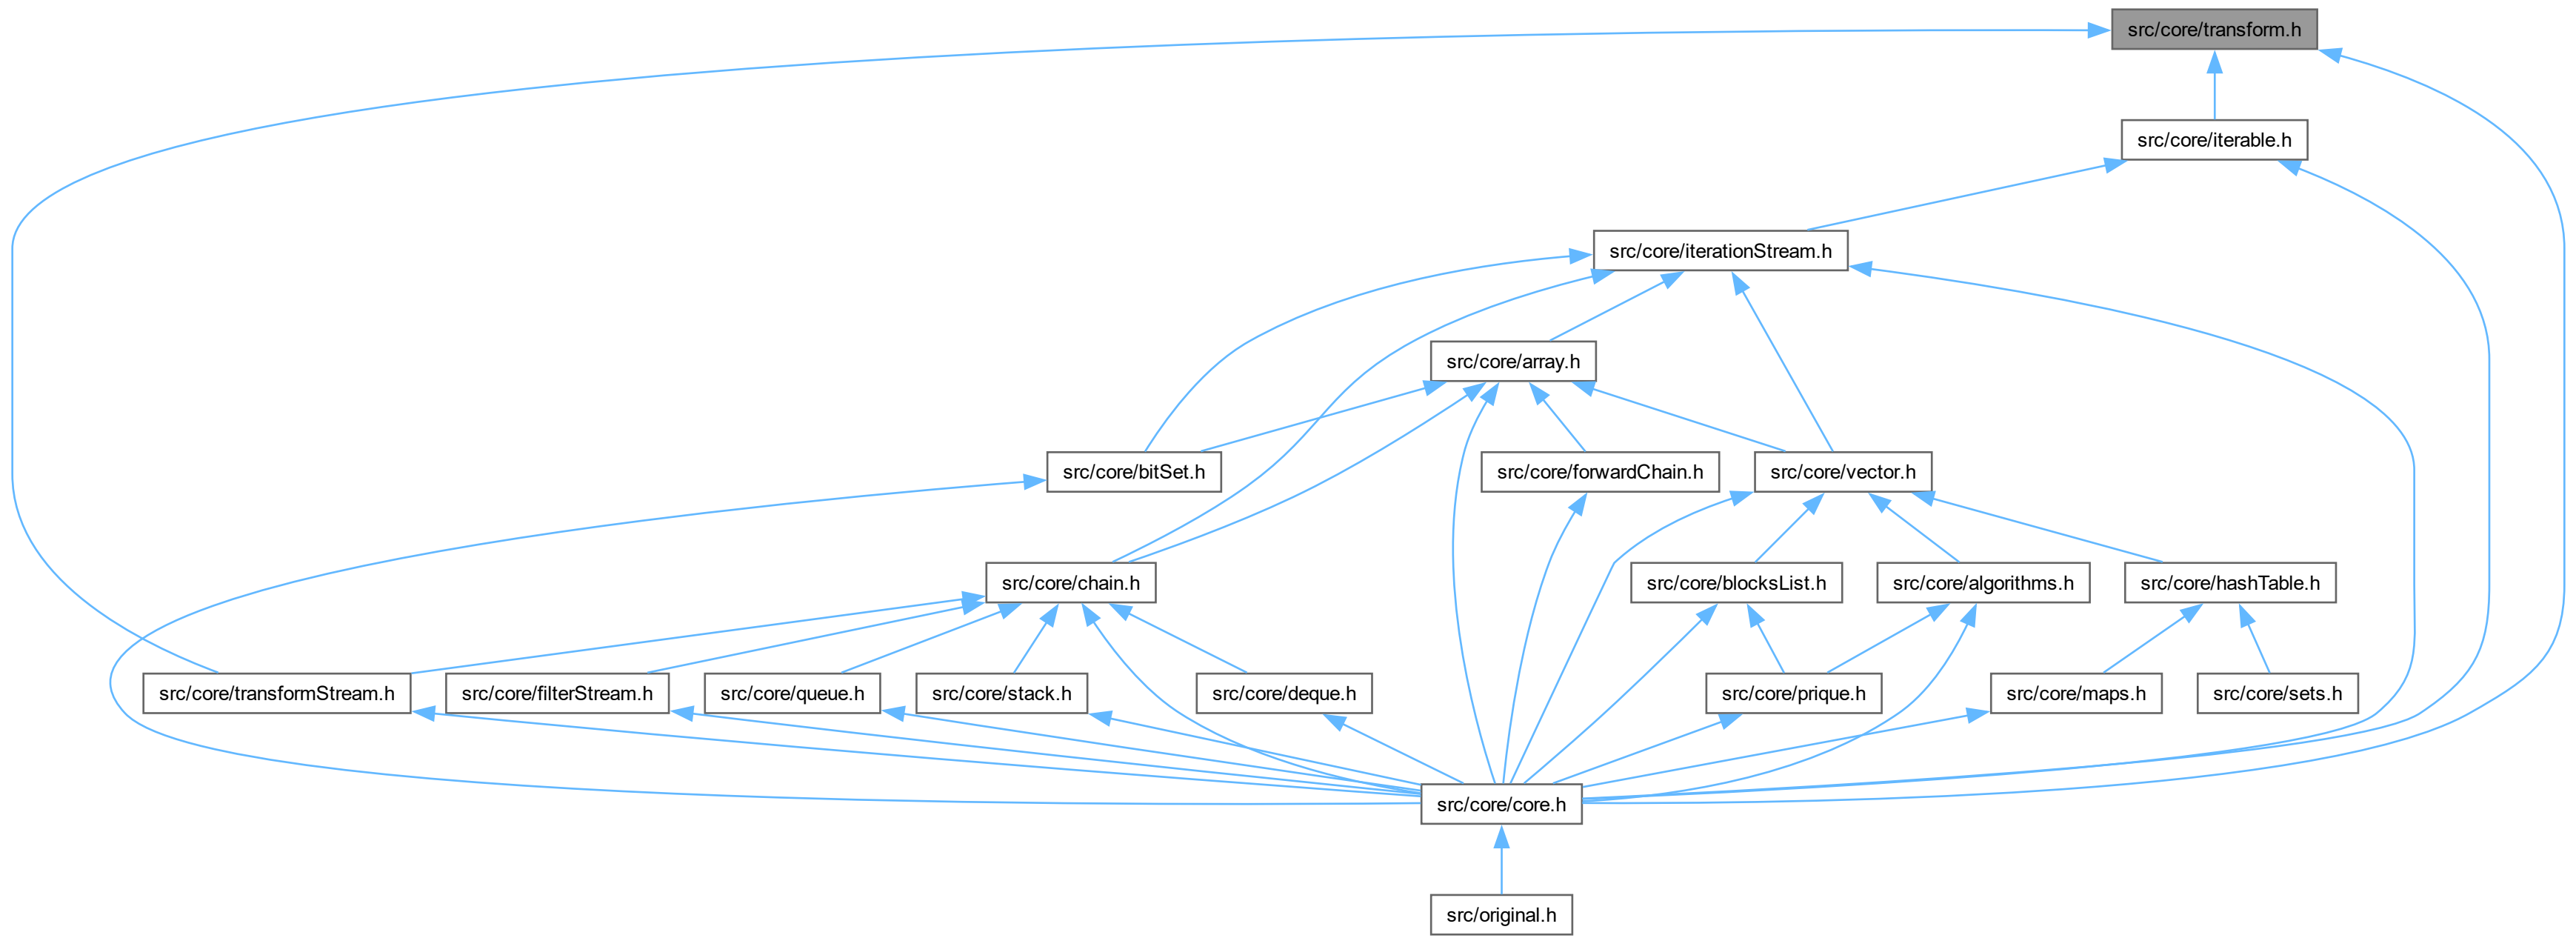 src/core/transform.h
src/core/iterable.h
src/core/iterationStream.h
src/core/array.h
src/core/bitSet.h
src/core/forwardChain.h
src/core/vector.h
src/core/chain.h
src/core/blocksList.h
src/core/algorithms.h
src/core/hashTable.h
src/core/transformStream.h
src/core/filterStream.h
src/core/queue.h
src/core/stack.h
src/core/deque.h
src/core/prique.h
src/core/maps.h
src/core/sets.h
src/core/core.h
src/original.h